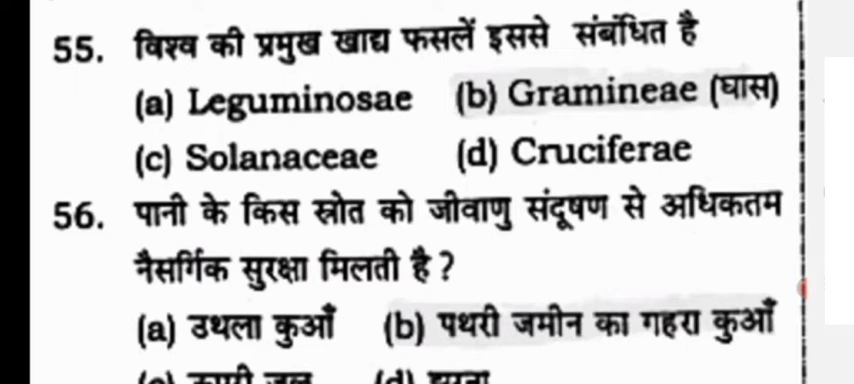 55. विश्व की प्रमुख खाद्य फसलें इससे संबंधित है
(a) Leguminosae (b) Gramineae (घास)
(c) Solanaceae (d) Cruciferae
56. पानी के किस स्रोत को जीवाणु संदूषण से अधिकतम
नैसर्गिक सुरक्षा मिलती है ?
(a) उथला कुआँ (b) पथरी जमीन का गहरा कुआँ
(d) झरना